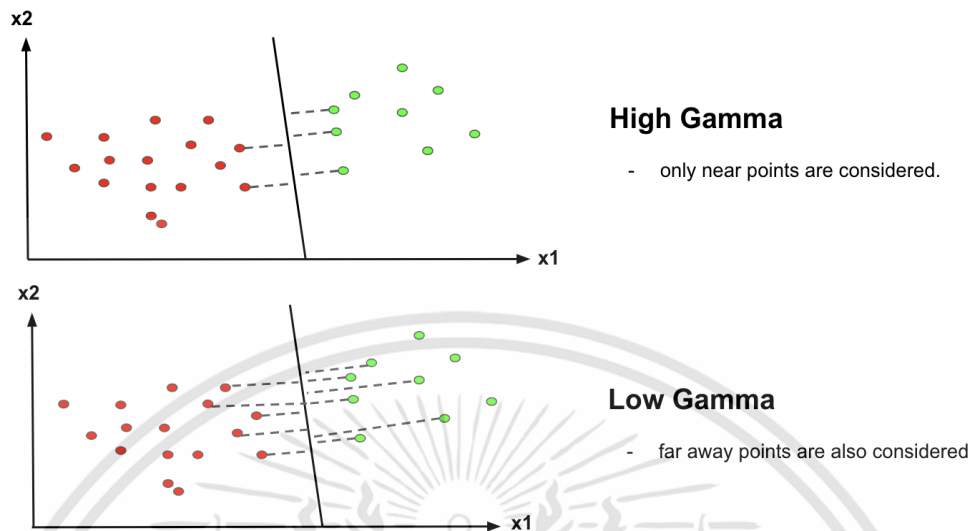 x2
High Gamma
- only near points are considered.
x1
x2
Low Gamma
- far away points are also considered
x1